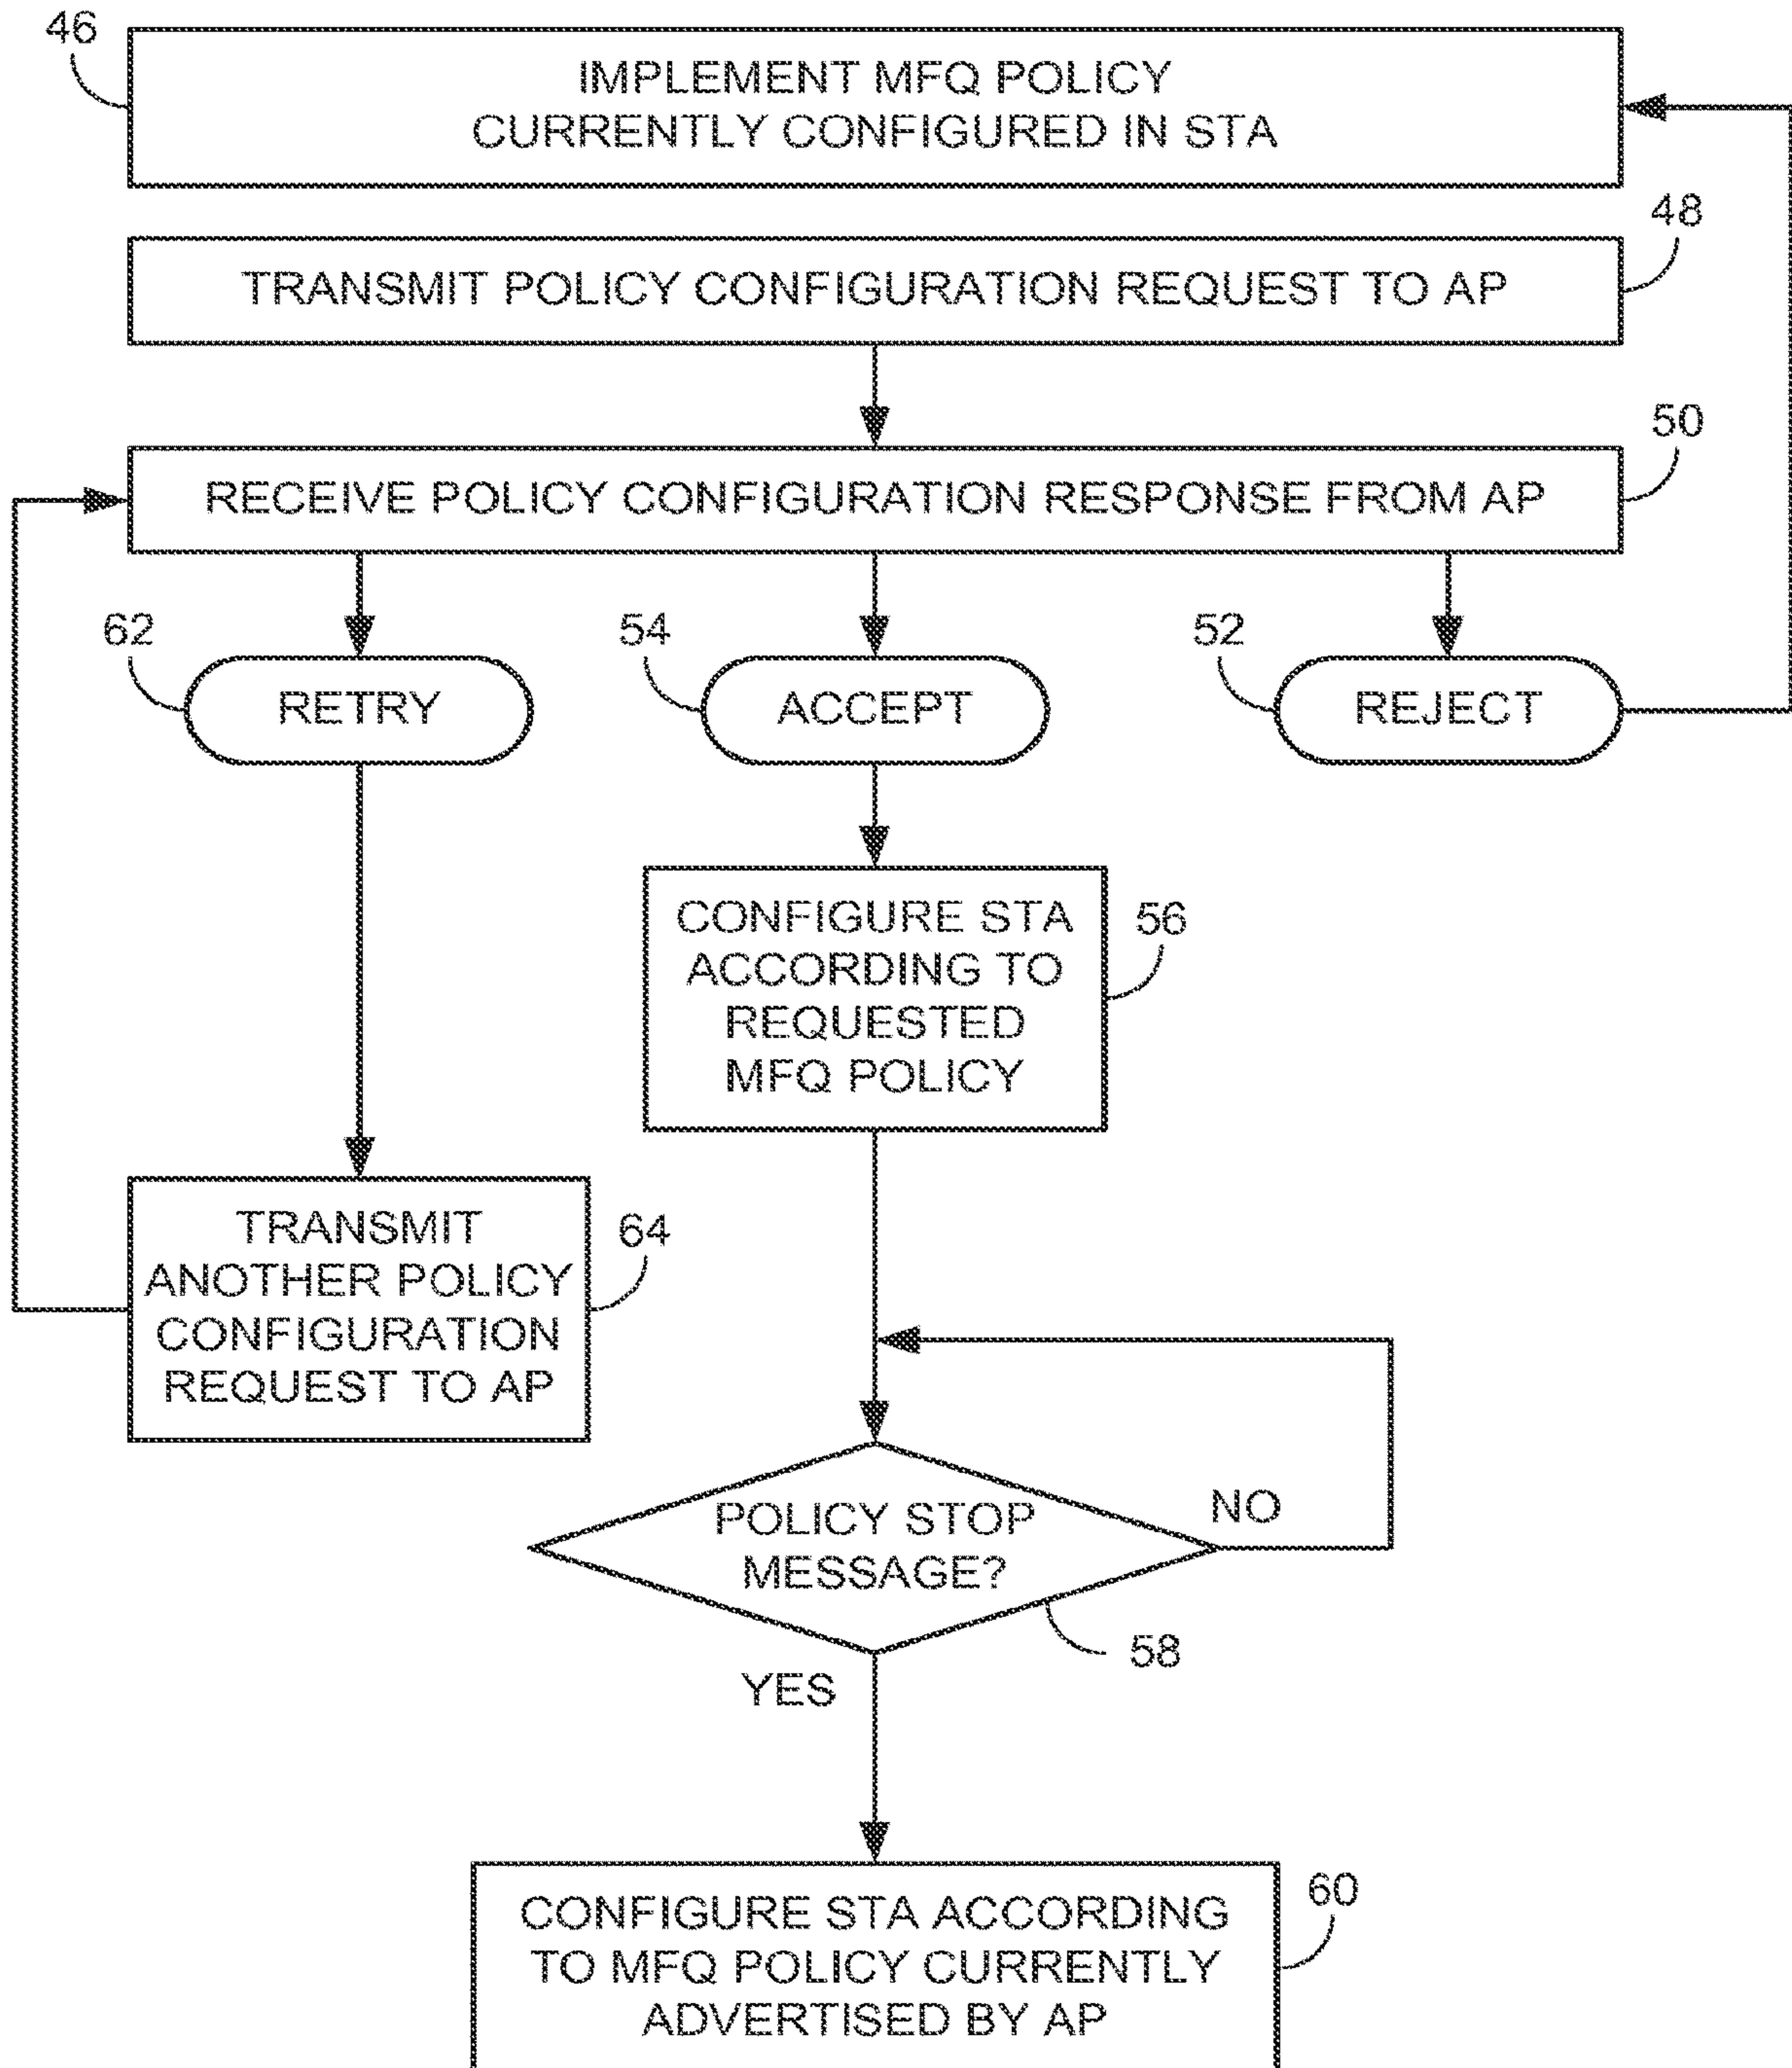 46
IMPLEMENT MFQ POLICY
CURRENTLY CONFIGURED IN STA
48
TRANSMIT POLICY CONFIGURATION REQUEST TO AP
50
RECEIVE POLICY CONFIGURATION RESPONSE FROM AP
62
RETRY
54
ACCEPT
52
REJECT
CONFIGURE STA
ACCORDING TO
REQUESTED
MFQ POLICY
56
TRANSMIT
ANOTHER POLICY
CONFIGURATION
REQUEST TO AP
64
POLICY STOP
MESSAGE?
NO
58
YES
CONFIGURE STA ACCORDING
TO MFQ POLICY CURRENTLY
ADVERTISED BY AP
60